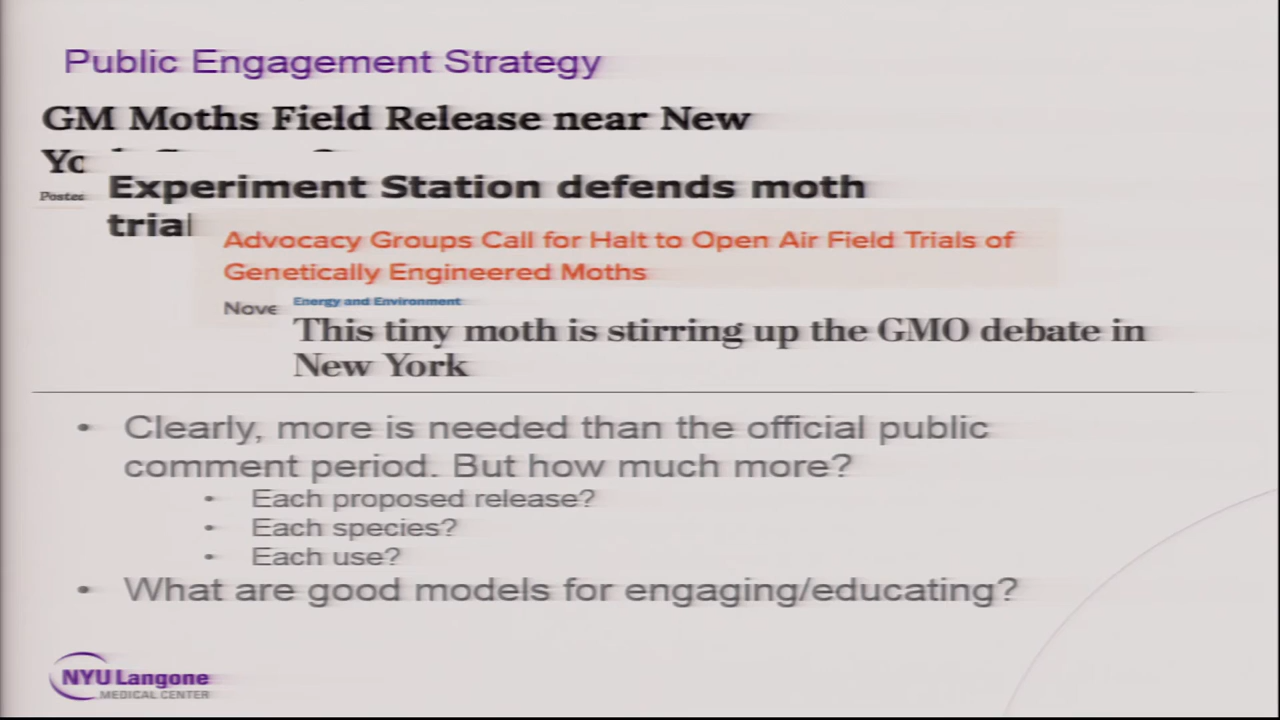 Public Engagement Strategy
GM Moths Field Release near New
Experiment Station defends moth
trial
Advocacy Groups Call for Halt to Open Air Field Trials of
Genetically Engineered Moths
Nove
Energy and Environment
This tiny moth is stirring up the GMO debate in
New York
• Clearly, more is needed than the official public
comment period. But how much more?
• Each proposed release?
• Each species?
• Each use?
• What are good models for engaging/educating?
NYU Langone
MEDICAL CENTER